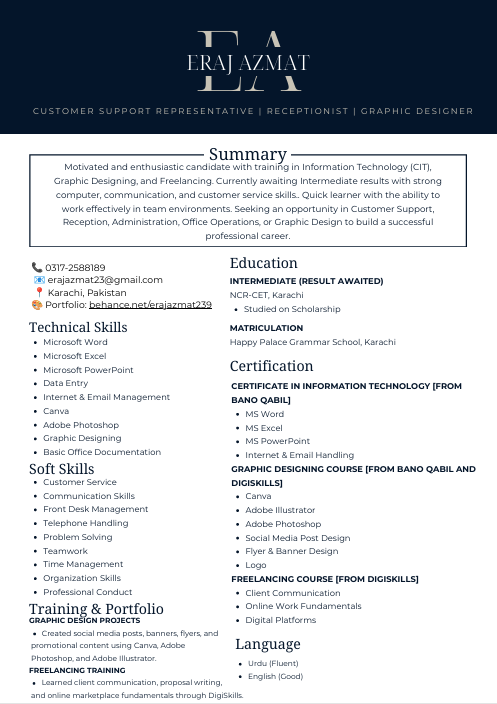 EA
ERAJ AZMAT
CUSTOMER SUPPORT REPRESENTATIVE | RECEPTIONIST | GRAPHIC DESIGNER
Summary
Motivated and enthusiastic candidate with training in Information Technology (CIT),
Graphic Designing, and Freelancing. Currently awaiting Intermediate results with strong
computer, communication, and customer service skills.. Quick learner with the ability to
work effectively in team environments. Seeking an opportunity in Customer Support,
Reception, Administration, Office Operations, or Graphic Design to build a successful
professional career.
📞 0317-2588189
📧 erajazmat23@gmail.com
📍 Karachi, Pakistan
🎨 Portfolio: behance.net/erajazmat239
Technical Skills
• Microsoft Word
• Microsoft Excel
• Microsoft PowerPoint
• Data Entry
• Internet & Email Management
• Canva
• Adobe Photoshop
• Graphic Designing
• Basic Office Documentation
Soft Skills
• Customer Service
• Communication Skills
• Front Desk Management
• Telephone Handling
• Problem Solving
• Teamwork
• Time Management
• Organization Skills
• Professional Conduct
Training & Portfolio
GRAPHIC DESIGN PROJECTS
• Created social media posts, banners, flyers, and
promotional content using Canva, Adobe
Photoshop, and Adobe Illustrator.
FREELANCING TRAINING
• Learned client communication, proposal writing,
and online marketplace fundamentals through DigiSkills.
Education
INTERMEDIATE (RESULT AWAITED)
NCR-CET, Karachi
• Studied on Scholarship
MATRICULATION
Happy Palace Grammar School, Karachi
Certification
CERTIFICATE IN INFORMATION TECHNOLOGY [FROM
BANO QABIL]
• MS Word
• MS Excel
• MS PowerPoint
• Internet & Email Handling
GRAPHIC DESIGNING COURSE [FROM BANO QABIL AND
DIGISKILLS]
• Canva
• Adobe Illustrator
• Adobe Photoshop
• Social Media Post Design
• Flyer & Banner Design
• Logo
FREELANCING COURSE [FROM DIGISKILLS]
• Client Communication
• Online Work Fundamentals
• Digital Platforms
Language
• Urdu (Fluent)
• English (Good)